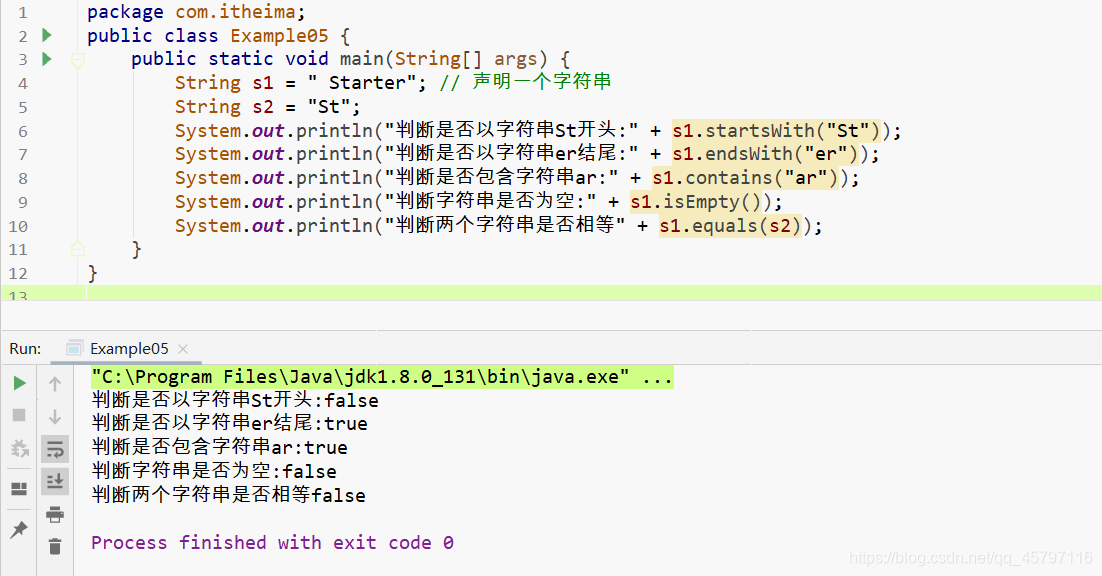 1 package com.itheima;
2 public class Example05 {
3 public static void main(String[] args) {
4 String s1 = " Starter"; // 声明一个字符串
5 String s2 = "St";
6 System.out.println("判断是否以字符串St开头:" + s1.startsWith("St"));
7 System.out.println("判断是否以字符串er结尾:" + s1.endsWith("er"));
8 System.out.println("判断是否包含字符串ar:" + s1.contains("ar"));
9 System.out.println("判断字符串是否为空:" + s1.isEmpty());
10 System.out.println("判断两个字符串是否相等" + s1.equals(s2));
11 }
12 }
13
Run: Example05
"C:\Program Files\Java\jdk1.8.0_131\bin\java.exe" ...
判断是否以字符串St开头:false
判断是否以字符串er结尾:true
判断是否包含字符串ar:true
判断字符串是否为空:false
判断两个字符串是否相等false
Process finished with exit code 0
https://blog.csdn.net/qq_45797116